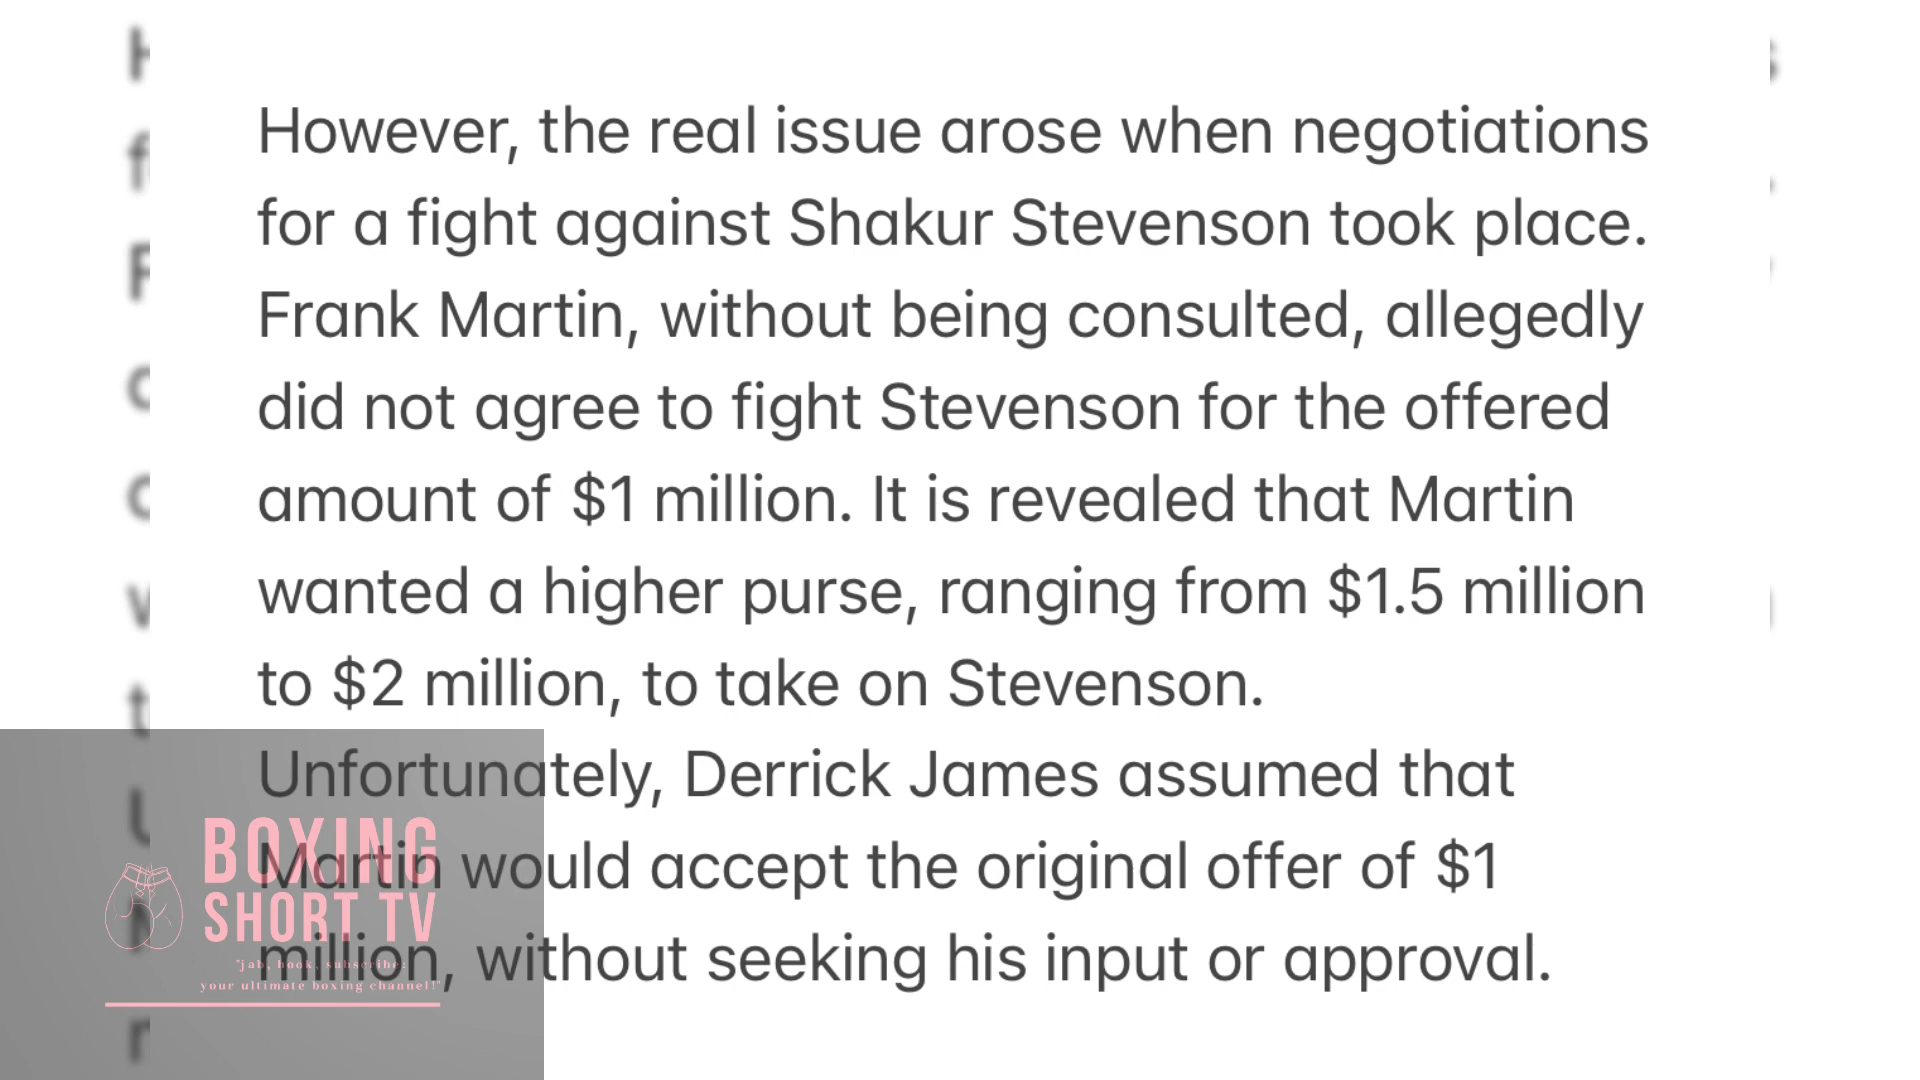 However, the real issue arose when negotiations
for a fight against Shakur Stevenson took place.
Frank Martin, without being consulted, allegedly
did not agree to fight Stevenson for the offered
amount of $1 million. It is revealed that Martin
wanted a higher purse, ranging from $1.5 million
to $2 million, to take on Stevenson.
Unfortunately, Derrick James assumed that
Martin would accept the original offer of $1
million, without seeking his input or approval.
BOXING
SHORT TV
"jab, hook, subscribe:
your ultimate boxing channel!"